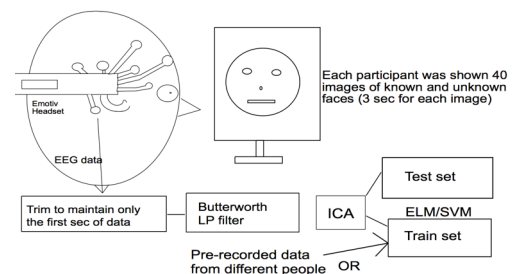 Each participant was shown 40
images of known and unknown
faces (3 sec for each image)
Emotiv
Headset
EEG data
Trim to maintain only
the first sec of data
Butterworth
LP filter
ICA
Test set
ELM/SVM
Train set
Pre-recorded data
from different people
OR